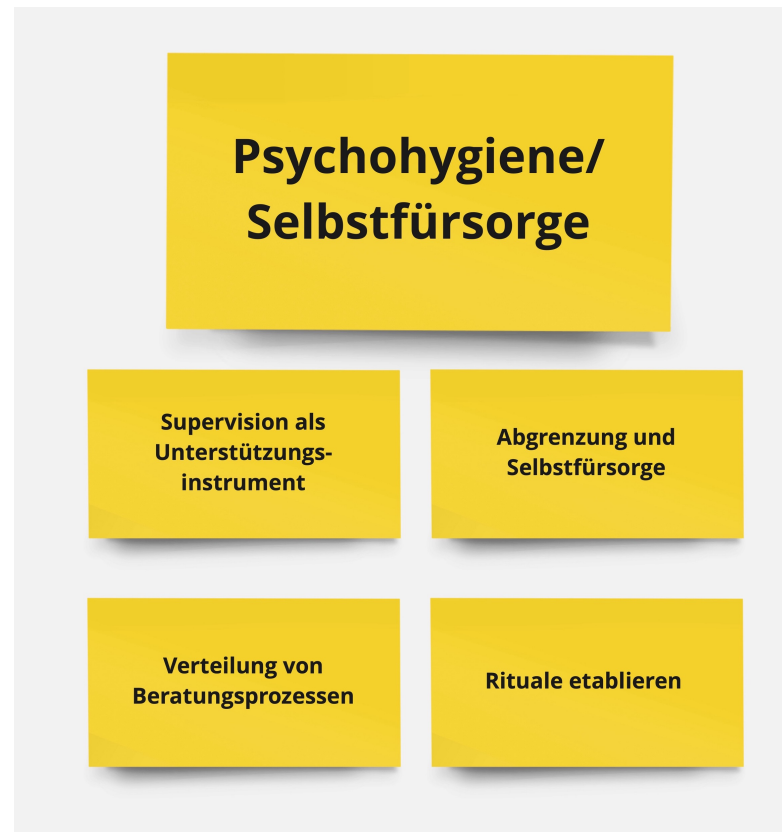 Psychohygiene/
Selbstfürsorge
Supervision als
Unterstützungs-
instrument
Abgrenzung und
Selbstfürsorge
Verteilung von
Beratungsprozessen
Rituale etablieren